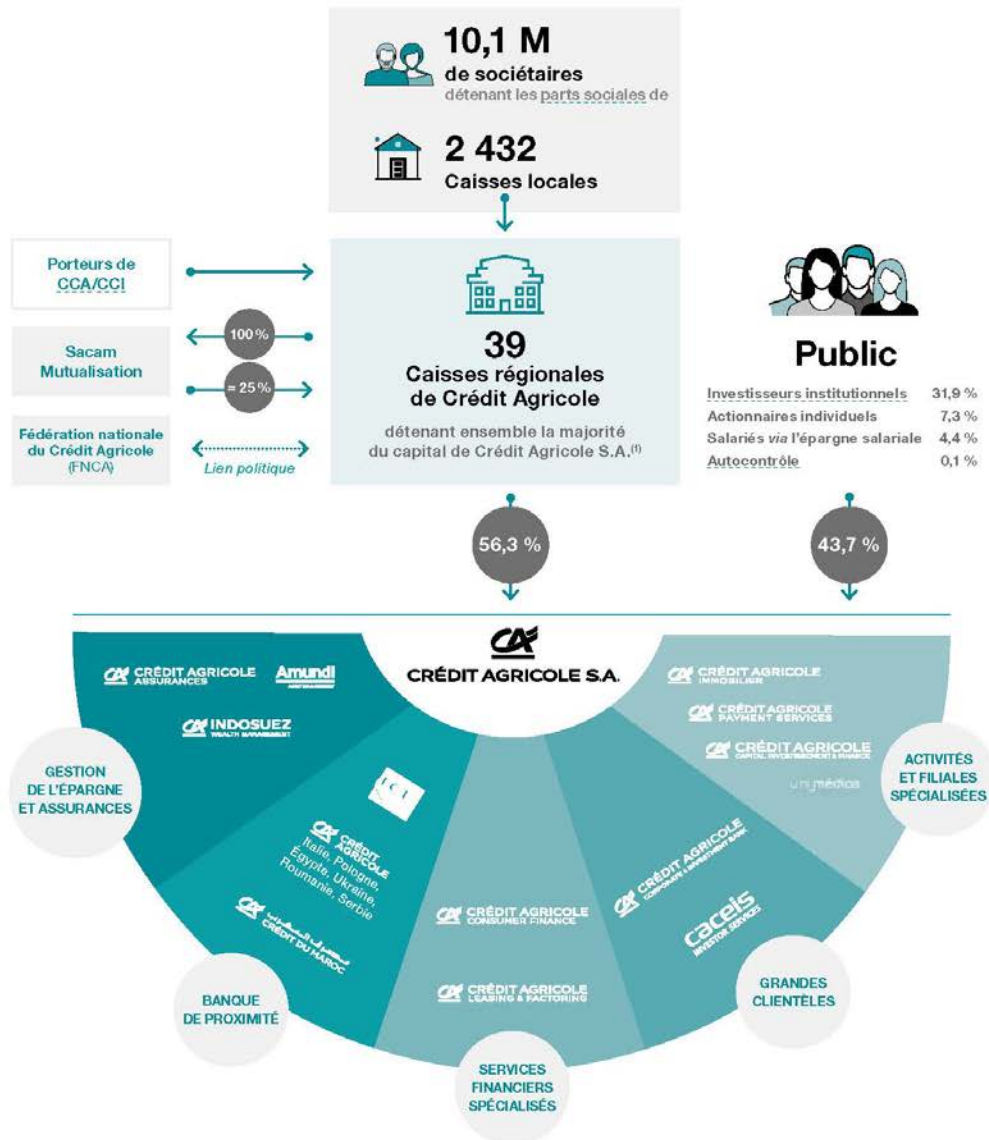 10,1 M
de sociétaires
détenant les parts sociales de
2 432
Caisses locales
Porteurs de
CCA/CCI
100 %
Sacam
Mutualisation
= 25 %
Fédération nationale
du Crédit Agricole
(FNCA)
Lien politique
39
Caisses régionales
de Crédit Agricole
détenant ensemble la majorité
du capital de Crédit Agricole S.A.(1)
Public
Investisseurs institutionnels 31,9 %
Actionnaires individuels 7,3 %
Salariés via l'épargne salariale 4,4 %
Autocontrôle 0,1 %
56,3 %
43,7 %
CRÉDIT AGRICOLE S.A.
CRÉDIT AGRICOLE
ASSURANCES
Amundi
INDOSUEZ
WEALTH MANAGEMENT
GESTION
DE L'ÉPARGNE
ET ASSURANCES
LCL
CRÉDIT
AGRICOLE
Italie, Pologne,
Égypte, Ukraine,
Roumanie, Serbie
CRÉDIT DU MAROC
BANQUE
DE PROXIMITÉ
CRÉDIT AGRICOLE
CONSUMER FINANCE
CRÉDIT AGRICOLE
LEASING & FACTORING
SERVICES
FINANCIERS
SPÉCIALISÉS
CRÉDIT AGRICOLE
CORPORATE & INVESTMENT BANK
caceis
INVESTOR SERVICES
GRANDES
CLIENTÈLES
CRÉDIT AGRICOLE
IMMOBILIER
CRÉDIT AGRICOLE
PAYMENT SERVICES
CRÉDIT AGRICOLE
CAPITAL INVESTISSEMENT & FINANCE
uni médias
ACTIVITÉS
ET FILIALES
SPÉCIALISÉES